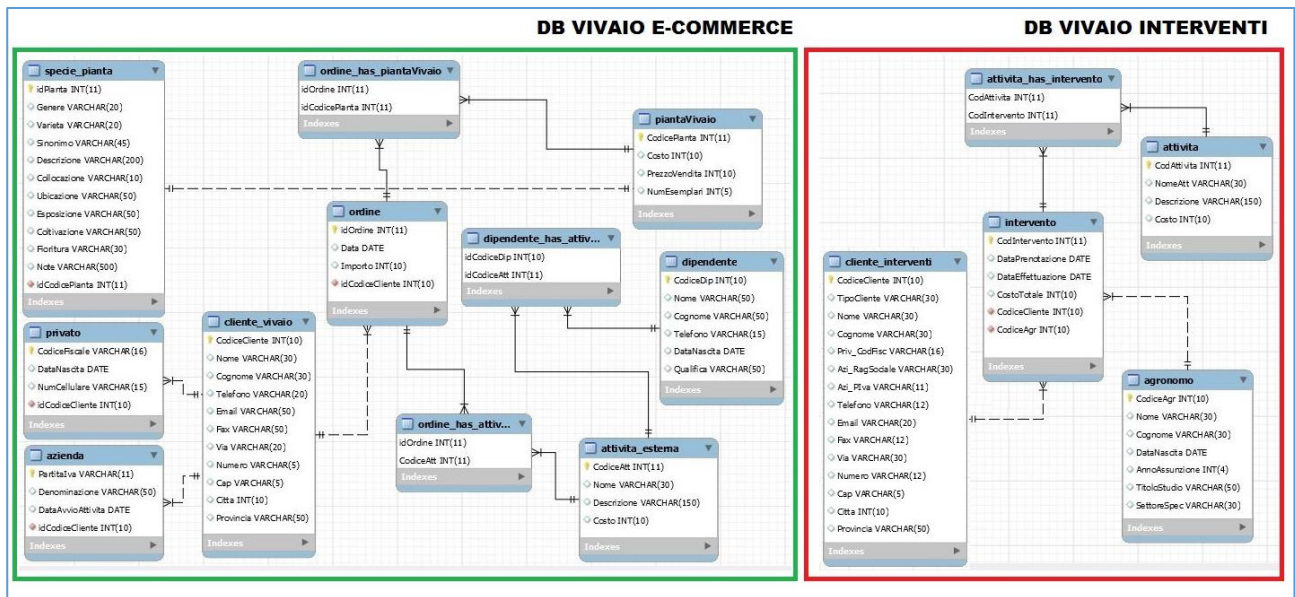 DB VIVAIO E-COMMERCE
DB VIVAIO INTERVENTI
specie_pianta
idPianta INT(11)
Genere VARCHAR(20)
Varieta VARCHAR(20)
Sinonimo VARCHAR(45)
Descrizione VARCHAR(200)
Collocazione VARCHAR(10)
Ubicazione VARCHAR(50)
Esposizione VARCHAR(50)
Coltivazione VARCHAR(50)
Fioritura VARCHAR(30)
Note VARCHAR(500)
idCodicePianta INT(11)
Indexes
privato
CodiceFiscale VARCHAR(16)
DataNascita DATE
NumCellulare VARCHAR(15)
idCodiceCliente INT(10)
Indexes
azienda
PartitaIva VARCHAR(11)
Denominazione VARCHAR(50)
DataAvvioAttivita DATE
idCodiceCliente INT(10)
Indexes
cliente_vivaio
CodiceCliente INT(10)
Nome VARCHAR(30)
Cognome VARCHAR(30)
Telefono VARCHAR(20)
Email VARCHAR(50)
Fax VARCHAR(50)
Via VARCHAR(20)
Numero VARCHAR(5)
Cap VARCHAR(5)
Citta INT(10)
Provincia VARCHAR(50)
Indexes
ordine_has_piantaVivaio
idOrdine INT(11)
idCodicePianta INT(11)
Indexes
ordine
idOrdine INT(11)
Data DATE
Importo INT(10)
idCodiceCliente INT(10)
Indexes
dipendente_has_attiv...
idCodiceDip INT(10)
idCodiceAtt INT(11)
Indexes
ordine_has_attiv...
idOrdine INT(11)
CodiceAtt INT(11)
Indexes
piantaVivaio
CodicePianta INT(11)
Costo INT(10)
PrezzoVendita INT(10)
NumEsemplari INT(5)
Indexes
dipendente
CodiceDip INT(10)
Nome VARCHAR(50)
Cognome VARCHAR(50)
Telefono VARCHAR(15)
DataNascita DATE
Qualifica VARCHAR(50)
Indexes
attivita_esterna
CodiceAtt INT(11)
Nome VARCHAR(30)
Descrizione VARCHAR(150)
Costo INT(10)
Indexes
attivita_has_intervento
CodAttivita INT(11)
CodIntervento INT(11)
Indexes
attivita
CodAttivita INT(11)
NomeAtt VARCHAR(30)
Descrizione VARCHAR(150)
Costo INT(10)
Indexes
cliente_interventi
CodiceCliente INT(10)
TipoCliente VARCHAR(30)
Nome VARCHAR(30)
Cognome VARCHAR(30)
Priv_CodFisc VARCHAR(16)
Azi_RagSociale VARCHAR(30)
Azi_PIva VARCHAR(11)
Telefono VARCHAR(12)
Email VARCHAR(20)
Fax VARCHAR(12)
Via VARCHAR(30)
Numero VARCHAR(12)
Cap VARCHAR(5)
Citta INT(10)
Provincia VARCHAR(50)
Indexes
intervento
CodIntervento INT(11)
DataPrenotazione DATE
DataEffettuazione DATE
CostoTotale INT(10)
CodiceCliente INT(10)
CodiceAgr INT(10)
Indexes
agronomo
CodiceAgr INT(10)
Nome VARCHAR(30)
Cognome VARCHAR(30)
DataNascita DATE
AnnoAssunzione INT(4)
TitoloStudio VARCHAR(50)
SettoreSpec VARCHAR(30)
Indexes